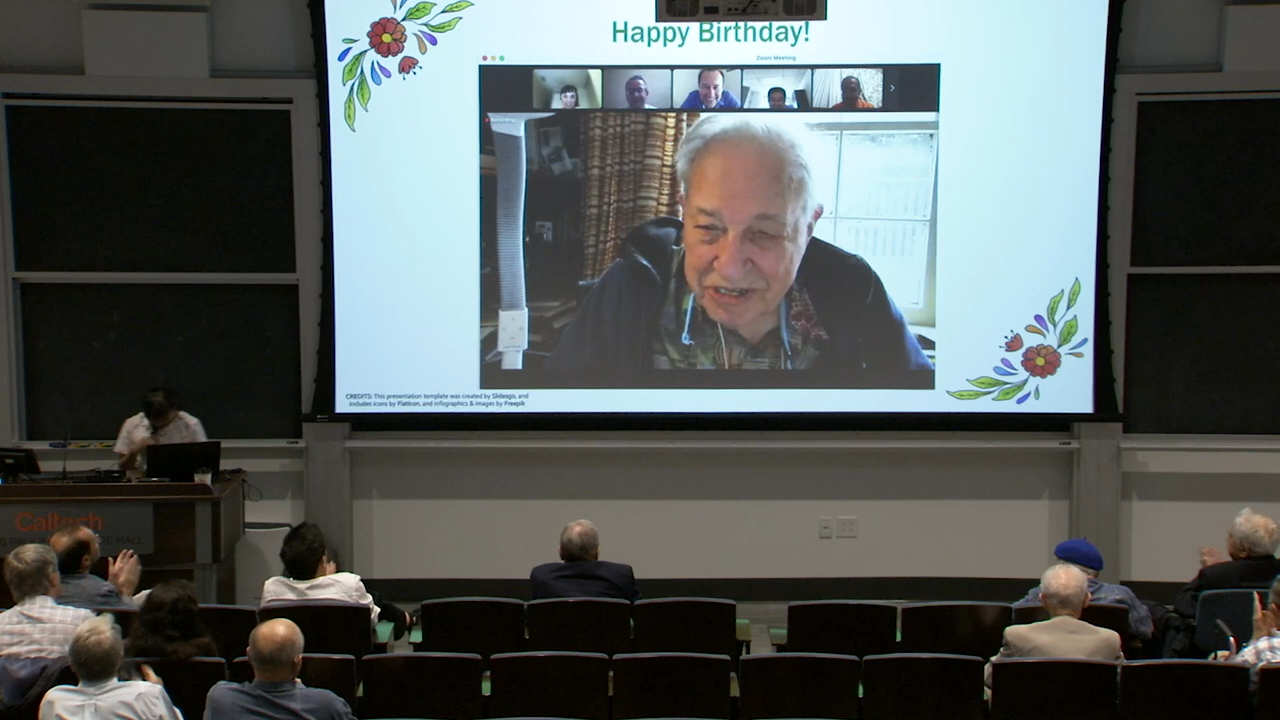 Happy Birthday!
Zoom Meeting
CREDITS: This presentation template was created by Slidesgo, and
includes icons by Flaticon, and infographics & images by Freepik
Caltech
HALL